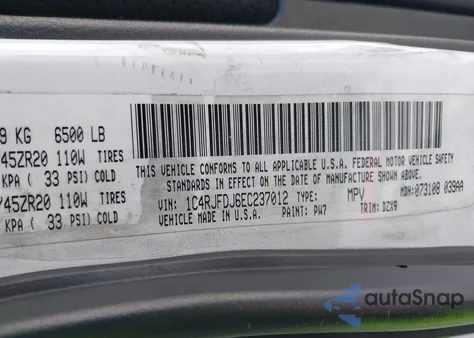 9 KG 6500 LB
45ZR20 110W TIRES
KPA ( 33 PSI) COLD
/45ZR20 110W TIRES
KPA ( 33 PSI) COLD
THIS VEHICLE CONFORMS TO ALL APPLICABLE U.S.A. FEDERAL MOTOR VEHICLE SAFETY
STANDARDS IN EFFECT ON THE DATE OF MANUFACTURE SHOWN ABOVE.
VIN: 1C4RJFDJ6EC237012 TYPE: MPV MDH: 073108 039AA
VEHICLE MADE IN U.S.A. PAINT: PW7 TRIM: DZX9
autoSnap